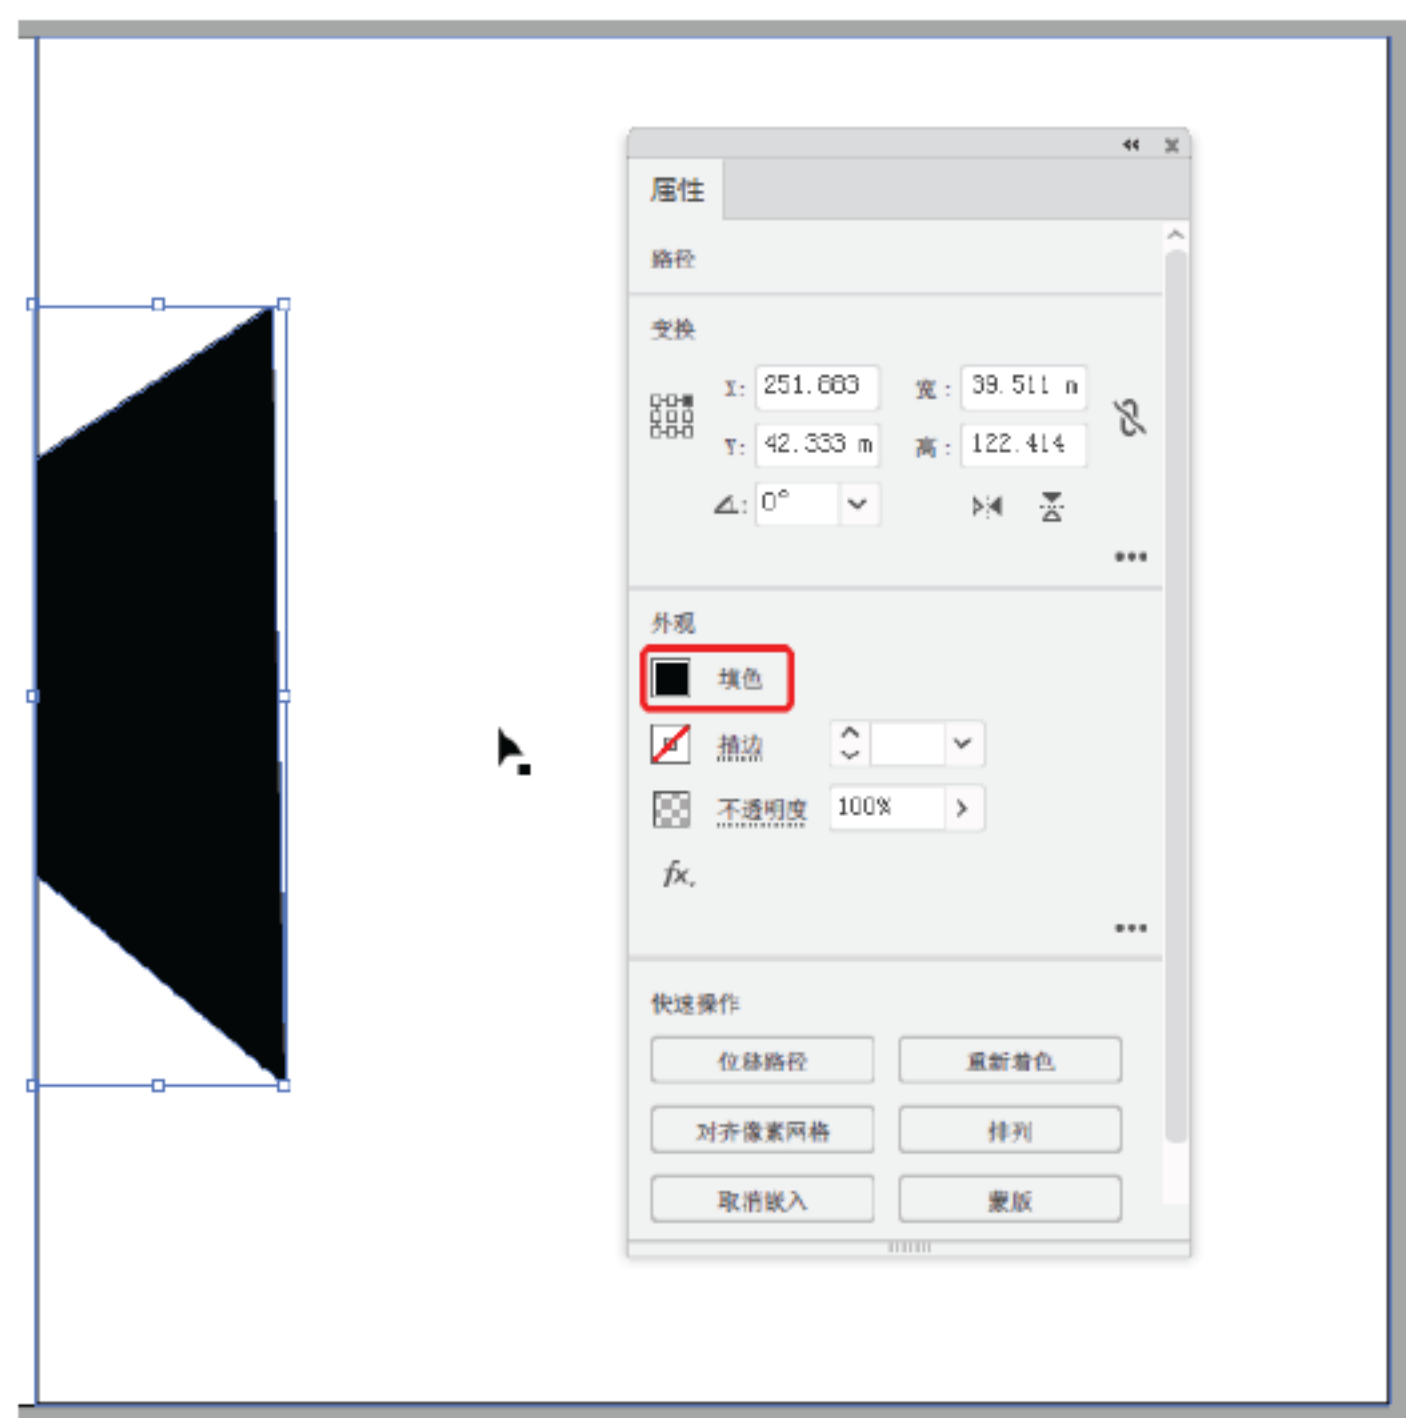 属性
路径
变换
X: 251.883 宽: 39.511 m
Y: 42.333 m 高: 122.414
0°
外观
填色
描边
不透明度 100%
fx.
快速操作
位移路径 重新着色
对齐像素网格 排列
取消嵌入 蒙版